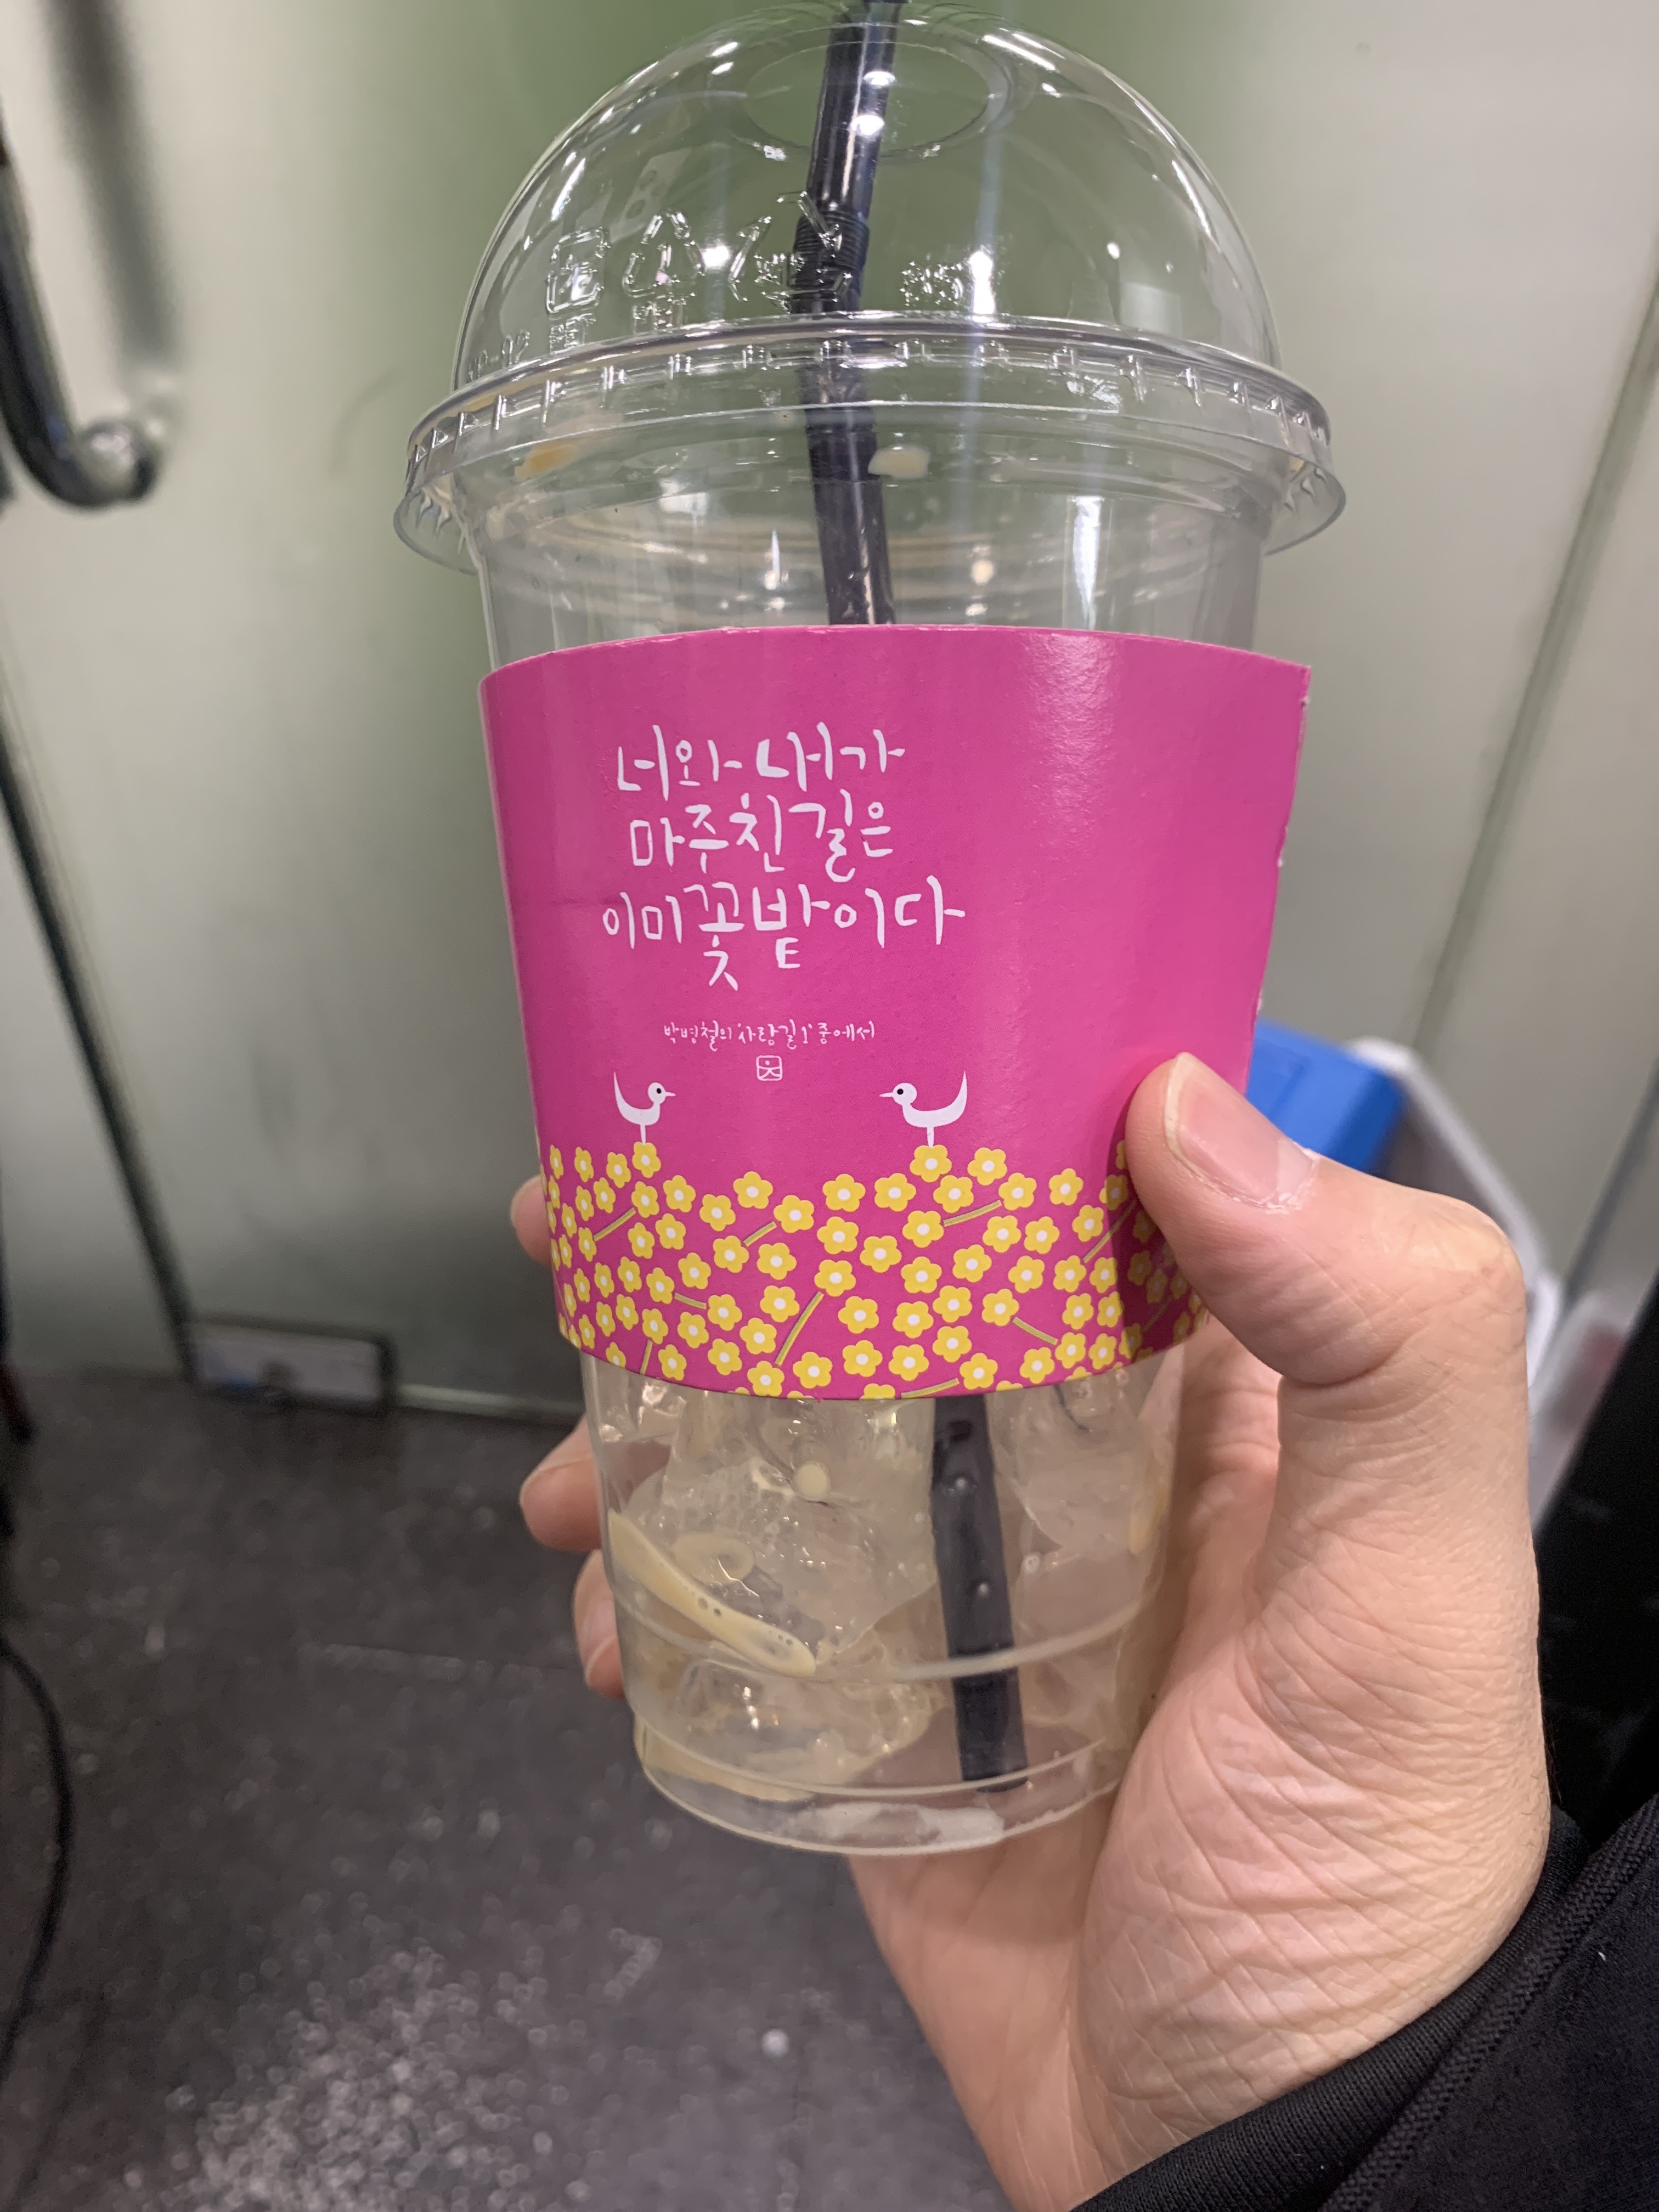 너와 내가
마주친 길은
이미 꽃밭이다
박병철의 '사랑길1' 중에서